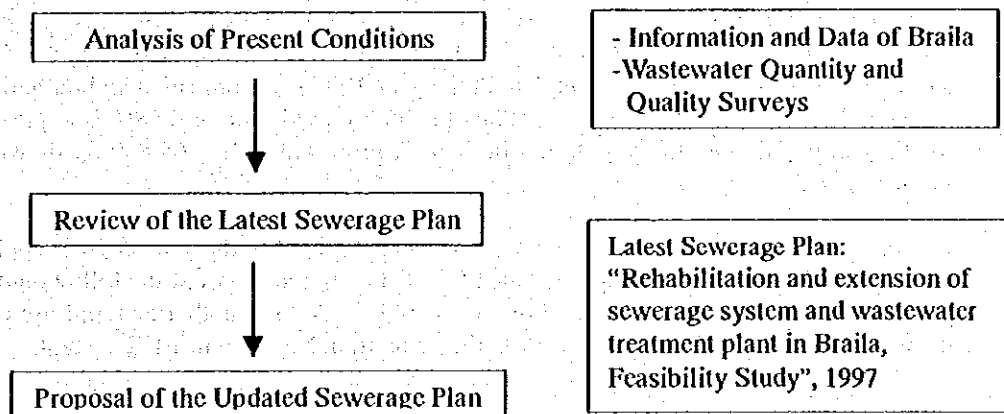 Analysis of Present Conditions
- Information and Data of Braila
-Wastewater Quantity and
Quality Surveys
Review of the Latest Sewerage Plan
Latest Sewerage Plan:
“Rehabilitation and extension of
sewerage system and wastewater
treatment plant in Braila,
Feasibility Study”, 1997
Proposal of the Updated Sewerage Plan